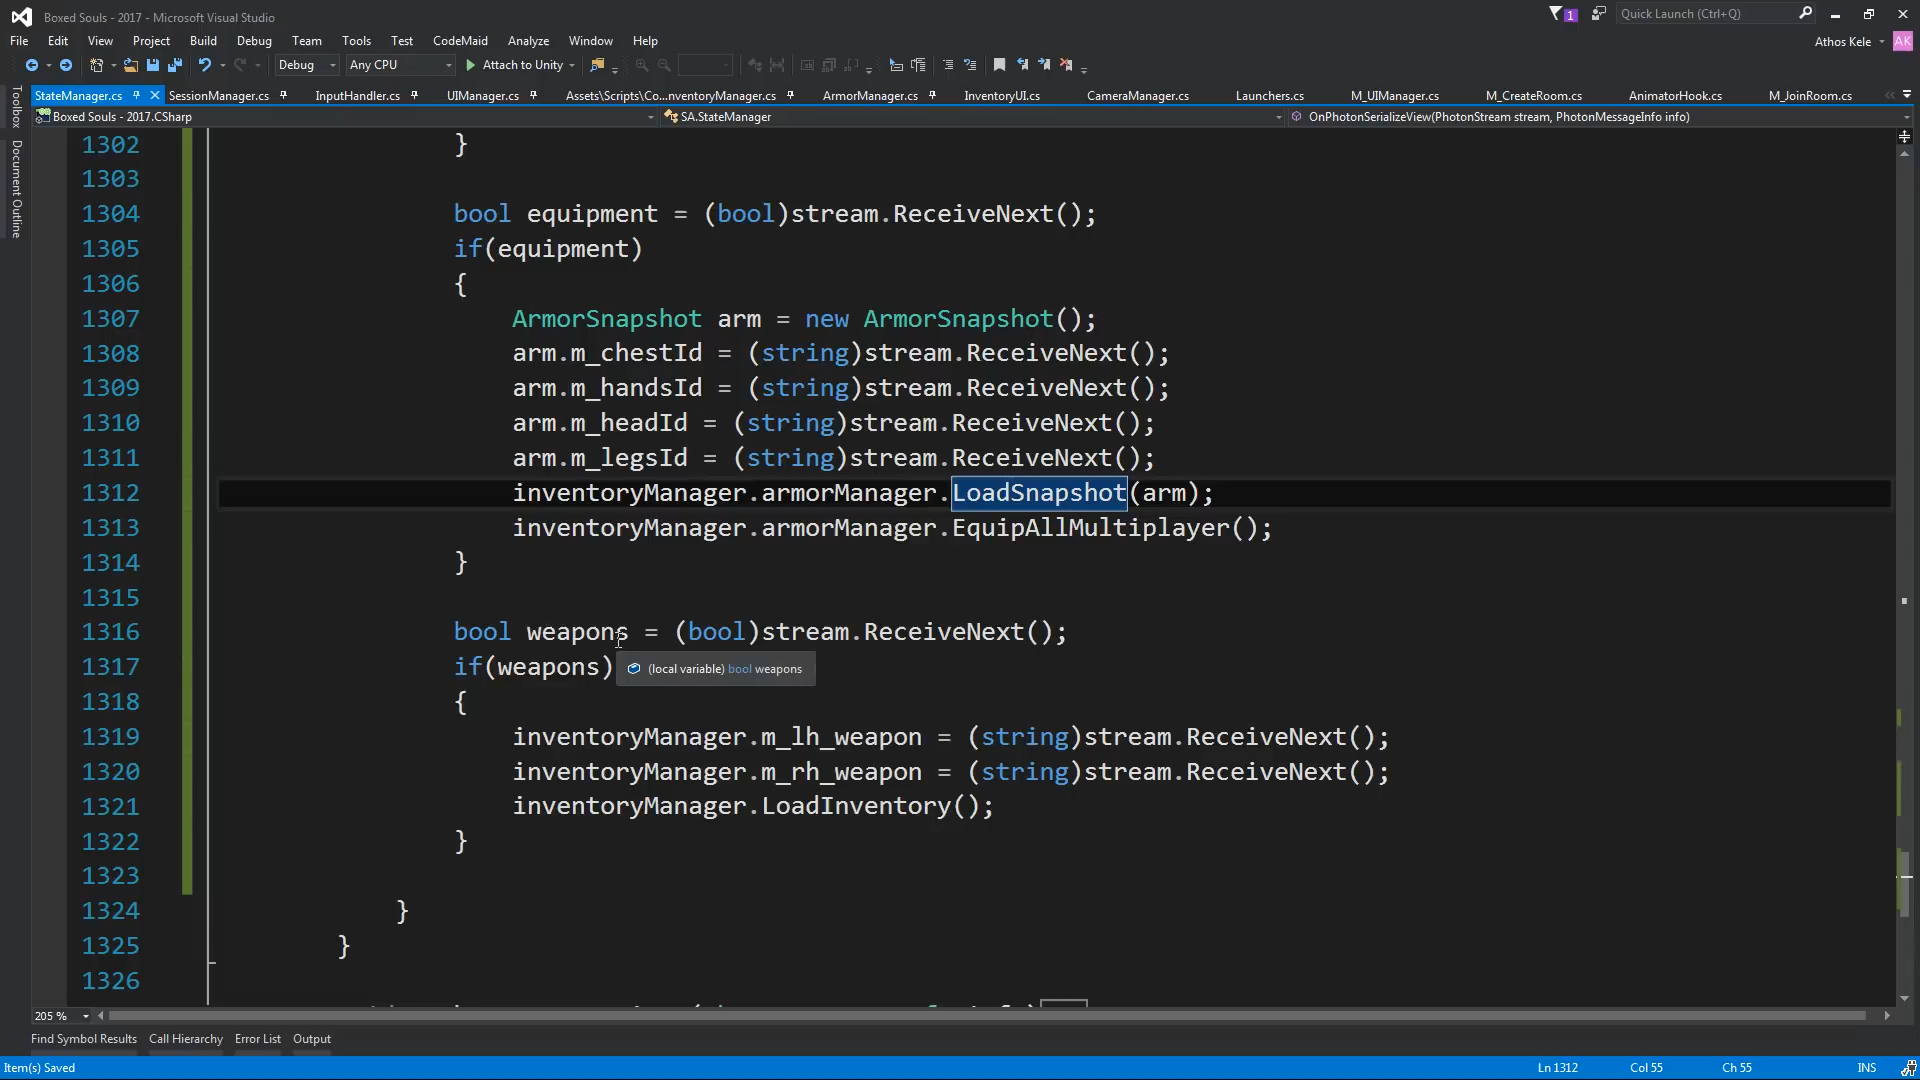 Boxed Souls - 2017 - Microsoft Visual Studio
1
Quick Launch (Ctrl+Q)
File Edit View Project Build Debug Team Tools Test CodeMaid Analyze Window Help
Athos Kele AK
Debug Any CPU Attach to Unity
StateManager.cs SessionManager.cs InputHandler.cs UIManager.cs Assets\Scripts\Co...nventoryManager.cs ArmorManager.cs InventoryUI.cs CameraManager.cs Launchers.cs M_UIManager.cs M_CreateRoom.cs AnimatorHook.cs M_JoinRoom.cs
Toolbox
Document Outline
Boxed Souls - 2017.CSharp SA.StateManager OnPhotonSerializeView(PhotonStream stream, PhotonMessageInfo info)
1302 }
1303
1304 bool equipment = (bool)stream.ReceiveNext();
1305 if(equipment)
1306 {
1307 ArmorSnapshot arm = new ArmorSnapshot();
1308 arm.m_chestId = (string)stream.ReceiveNext();
1309 arm.m_handsId = (string)stream.ReceiveNext();
1310 arm.m_headId = (string)stream.ReceiveNext();
1311 arm.m_legsId = (string)stream.ReceiveNext();
1312 inventoryManager.armorManager.LoadSnapshot(arm);
1313 inventoryManager.armorManager.EquipAllMultiplayer();
1314 }
1315
1316 bool weapons = (bool)stream.ReceiveNext();
1317 if(weapons)
(local variable) bool weapons
1318 {
1319 inventoryManager.m_lh_weapon = (string)stream.ReceiveNext();
1320 inventoryManager.m_rh_weapon = (string)stream.ReceiveNext();
1321 inventoryManager.LoadInventory();
1322 }
1323
1324 }
1325 }
1326
205 %
Find Symbol Results Call Hierarchy Error List Output
Item(s) Saved Ln 1312 Col 55 Ch 55 INS